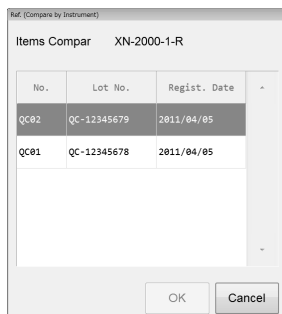 Ref. (Compare by Instrument)
Items Compar XN-2000-1-R
No. Lot No. Regist. Date
QC02 QC-12345679 2011/04/05
QC01 QC-12345678 2011/04/05
OK Cancel